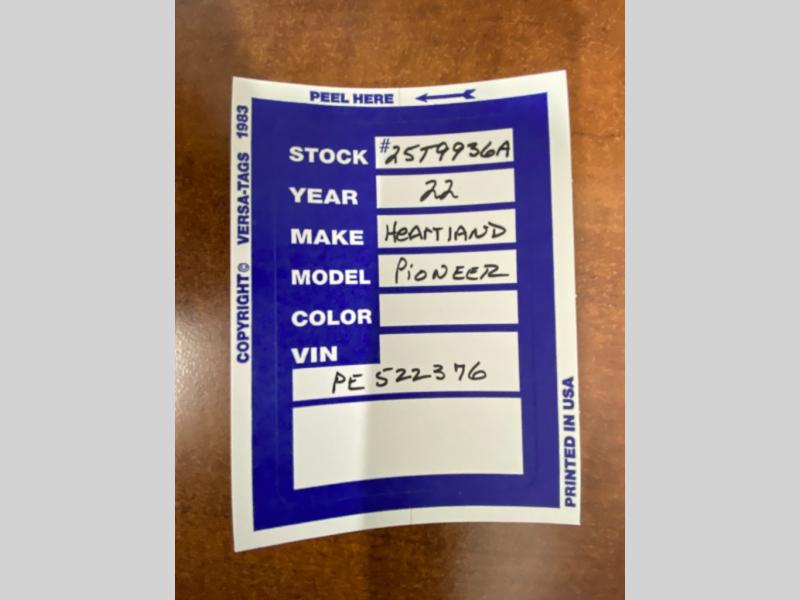 PEEL HERE
COPYRIGHT © VERSA-TAGS 1983
STOCK #25T9936A
YEAR 22
MAKE HEARTLAND
MODEL PIONEER
COLOR
VIN
PE522376
PRINTED IN USA